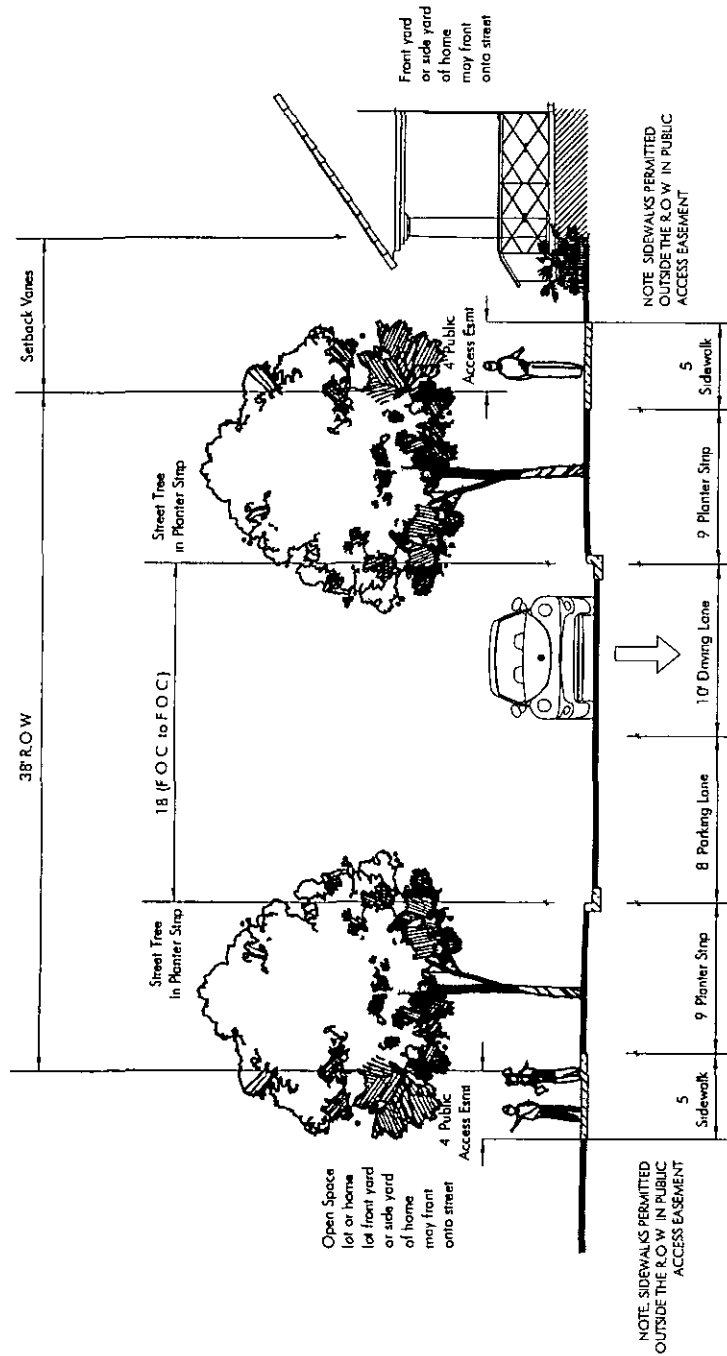 38' R.O.W
Setback Varies
18 (F O C to F O C)
Street Tree
In Planter Strip
Street Tree
in Planter Strip
Open Space
lot or home
lot front yard
or side yard
of home
may front
onto street
4 Public
Access Esmt
4' Public
Access Esmt
Front yard
or side yard
of home
may front
onto street
5
Sidewalk
9 Planter Strip
8 Parking Lane
10' Driving Lane
9 Planter Strip
5
Sidewalk
NOTE. SIDEWALKS PERMITTED
OUTSIDE THE R.O W IN PUBLIC
ACCESS EASEMENT
NOTE SIDEWALKS PERMITTED
OUTSIDE THE R.O W IN PUBLIC
ACCESS EASEMENT